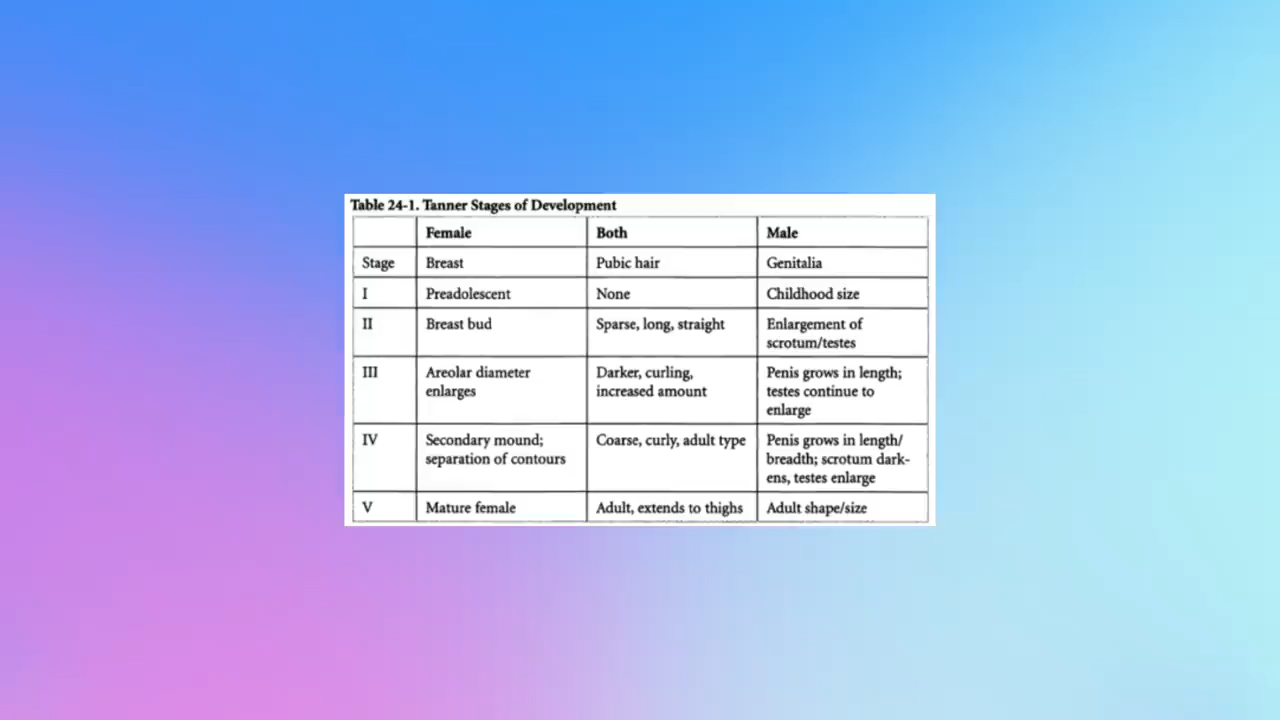 Table 24-1. Tanner Stages of Development
Female Both Male
Stage Breast Pubic hair Genitalia
I Preadolescent None Childhood size
II Breast bud Sparse, long, straight Enlargement of
scrotum/testes
III Areolar diameter Darker, curling, Penis grows in length;
enlarges increased amount testes continue to
enlarge
IV Secondary mound; Coarse, curly, adult type Penis grows in length/
separation of contours breadth; scrotum dark-
ens, testes enlarge
V Mature female Adult, extends to thighs Adult shape/size